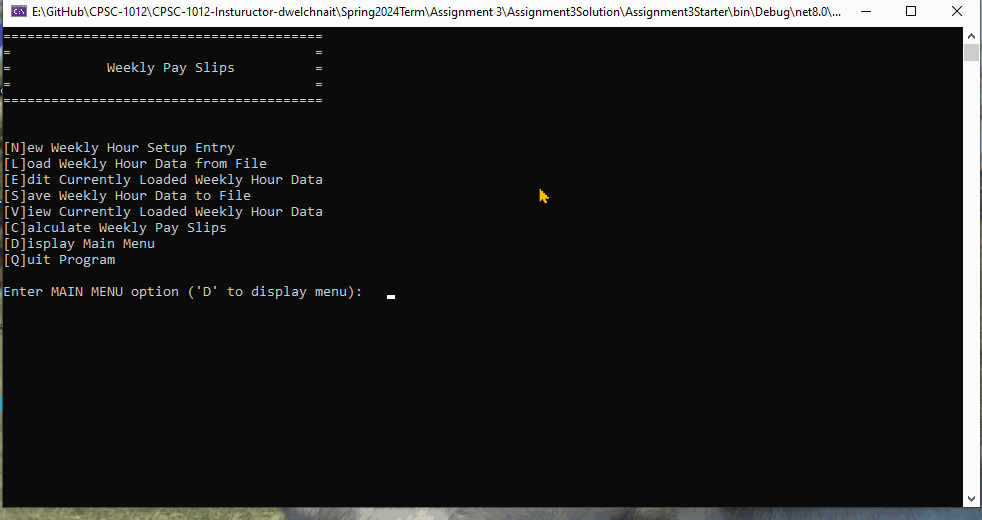 E:\GitHub\CPSC-1012\CPSC-1012-Instuructor-dwelchnait\Spring2024Term\Assignment 3\Assignment3Solution\Assignment3Starter\bin\Debug\net8.0\...
========================================
=                                      =
=            Weekly Pay Slips          =
=                                      =
========================================
[N]ew Weekly Hour Setup Entry
[L]oad Weekly Hour Data from File
[E]dit Currently Loaded Weekly Hour Data
[S]ave Weekly Hour Data to File
[V]iew Currently Loaded Weekly Hour Data
[C]alculate Weekly Pay Slips
[D]isplay Main Menu
[Q]uit Program
Enter MAIN MENU option ('D' to display menu):